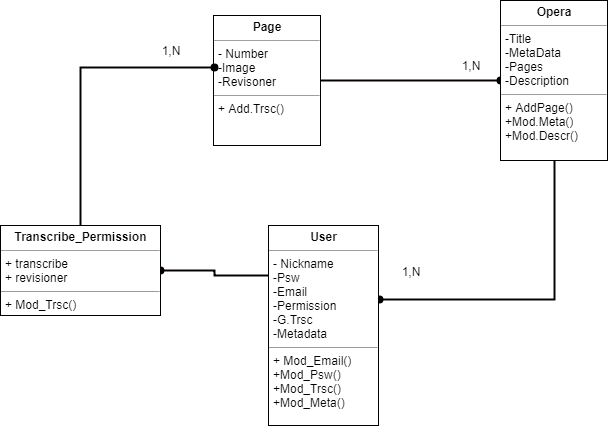 Page
- Number
-Image
-Revisoner
+ Add.Trsc()
Opera
-Title
-MetaData
-Pages
-Description
+ AddPage()
+Mod.Meta()
+Mod.Descr()
1,N
1,N
Transcribe_Permission
+ transcribe
+ revisioner
+ Mod_Trsc()
User
- Nickname
-Psw
-Email
-Permission
-G.Trsc
-Metadata
+ Mod_Email()
+Mod_Psw()
+Mod_Trsc()
+Mod_Meta()
1,N